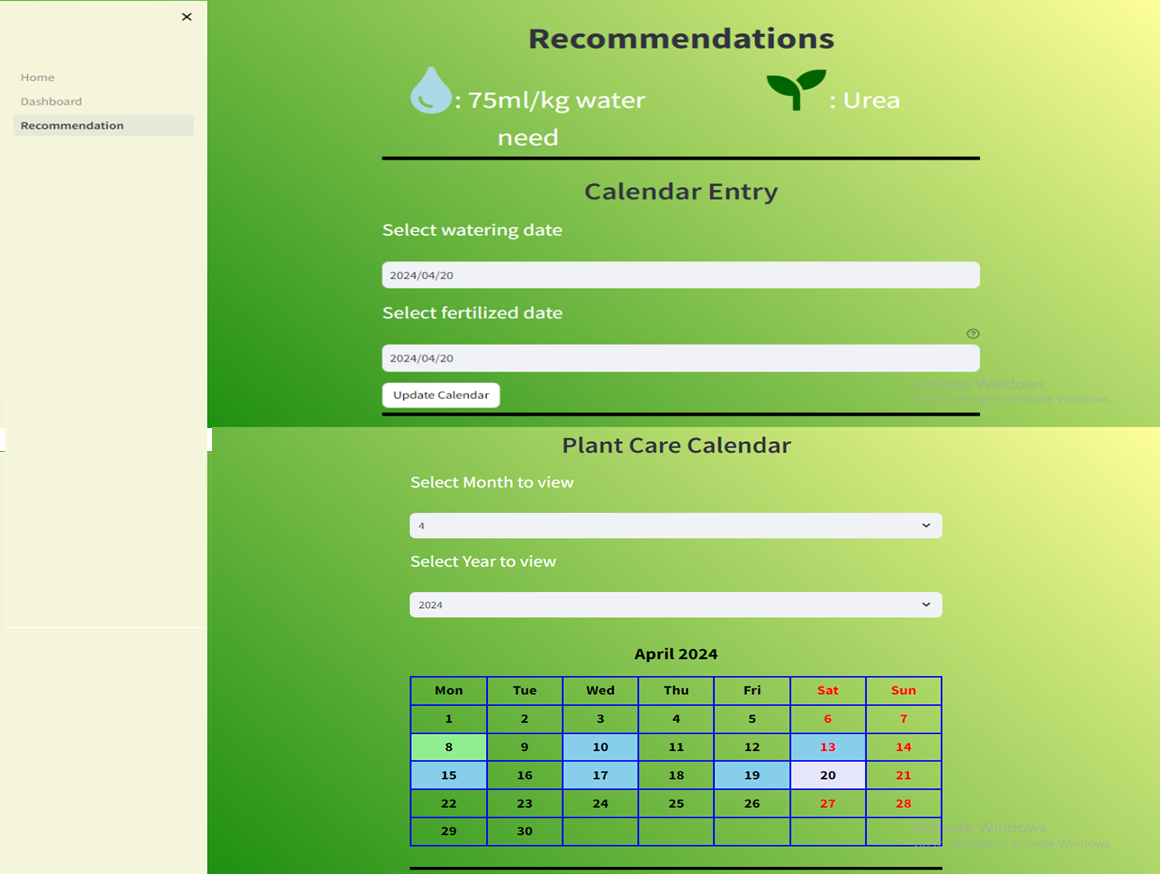 Home
Dashboard
Recommendation
Recommendations
: 75ml/kg water
need
: Urea
Calendar Entry
Select watering date
2024/04/20
Select fertilized date
2024/04/20
Update Calendar
Activate Windows
Go to Settings to activate Windows.
Plant Care Calendar
Select Month to view
4
Select Year to view
2024
April 2024
Mon Tue Wed Thu Fri Sat Sun
1 2 3 4 5 6 7
8 9 10 11 12 13 14
15 16 17 18 19 20 21
22 23 24 25 26 27 28
29 30
Activate Windows
Go to Settings to activate Windows.